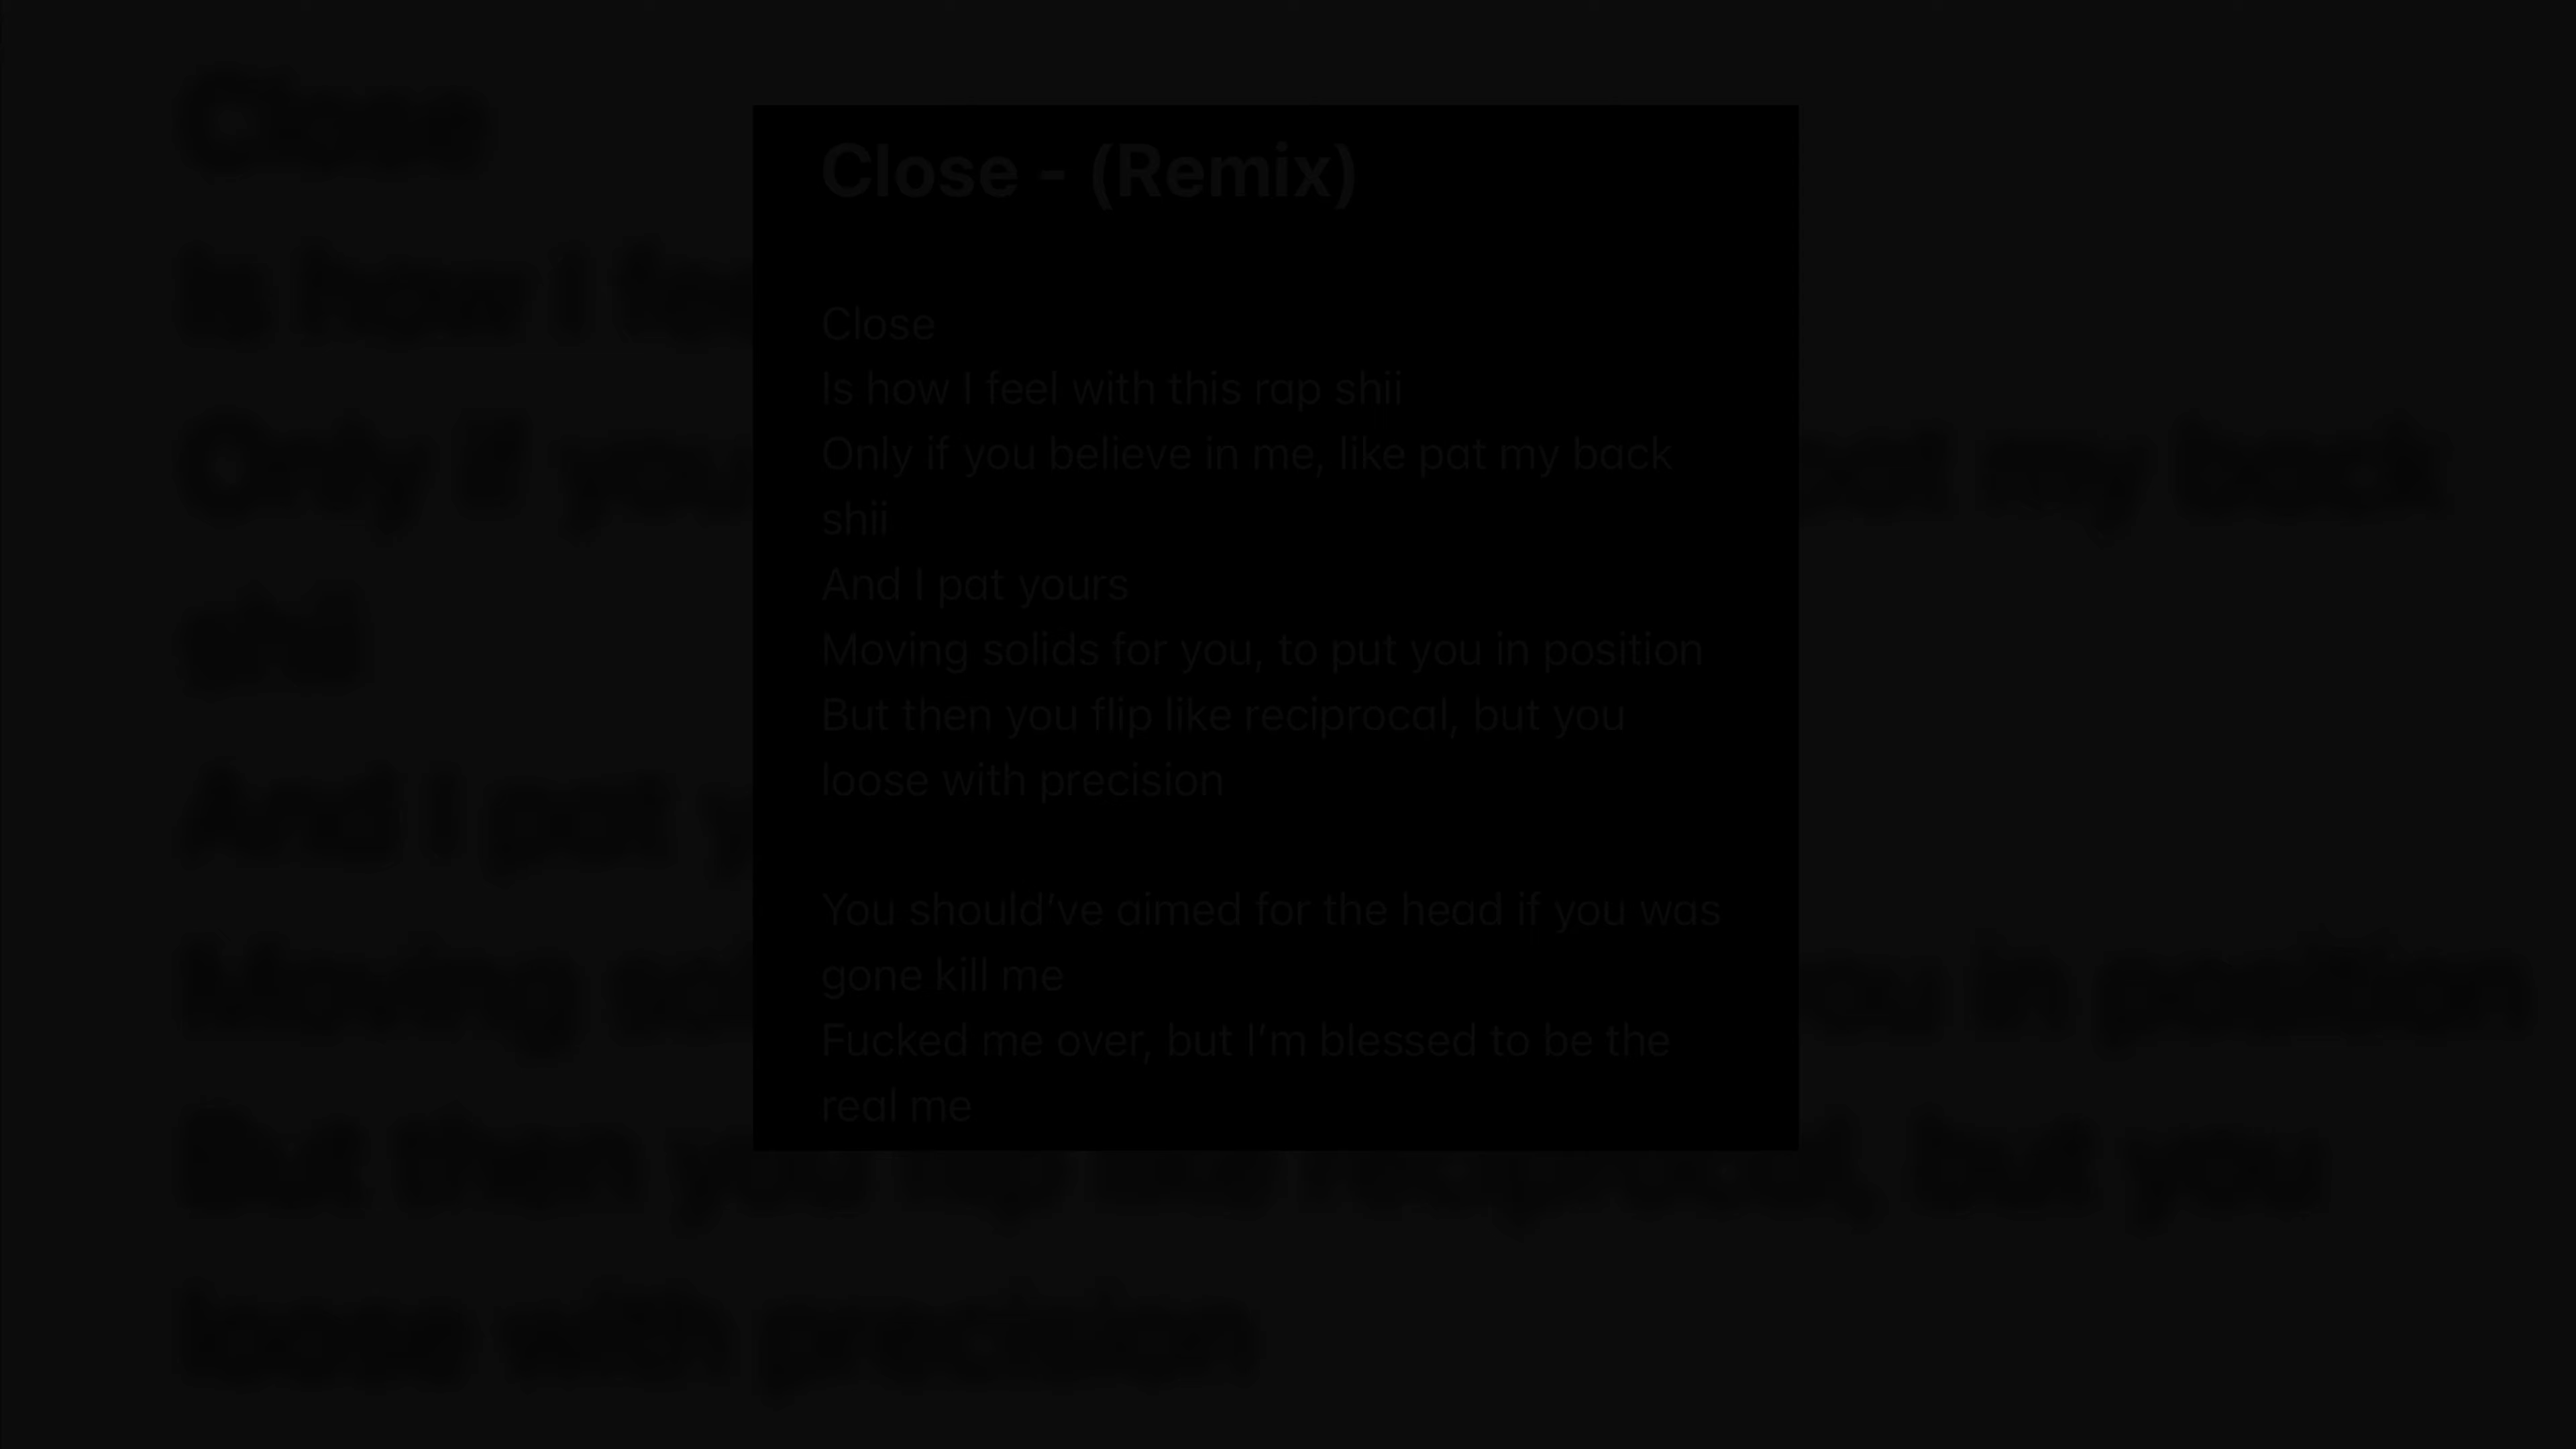 Close - (Remix)
Close
Is how I feel with this rap shii
Only if you believe in me, like pat my back
shii
And I pat yours
Moving solids for you, to put you in position
But then you flip like reciprocal, but you
loose with precision
You should’ve aimed for the head if you was
gone kill me
Fucked me over, but I’m blessed to be the
real me